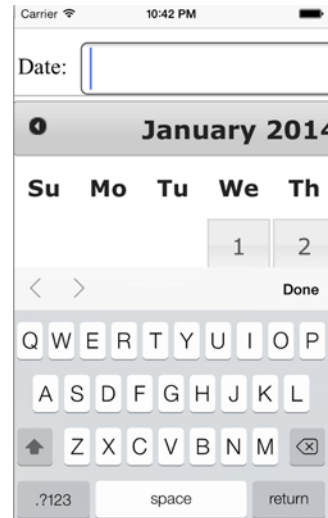 Carrier 10:42 PM
Date:
January 2014
Su Mo Tu We Th
1 2
Done
Q W E R T Y U I O P
A S D F G H J K L
Z X C V B N M
.?123 space return